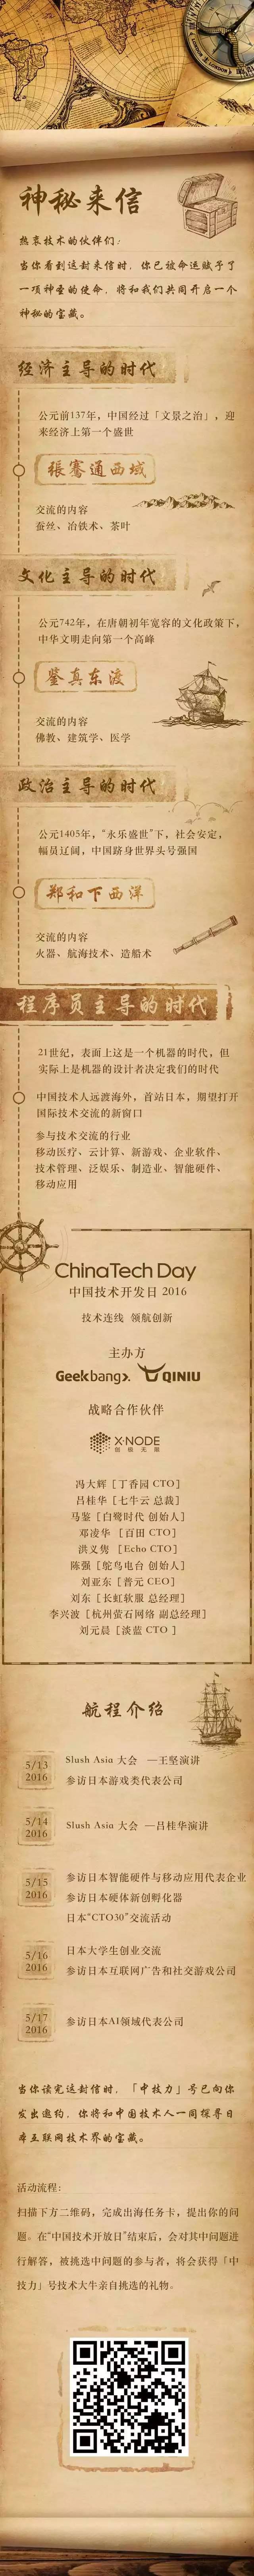 神秘来信
热衷技术的伙伴们：
当你看到这封来信时，你已被命运赋予了
一项神圣的使命，将和我们共同开启一个
神秘的宝藏。
经济主导的时代
公元前137年，中国经过「文景之治」，迎
来经济上第一个盛世
張騫通西域
交流的内容
蚕丝、冶铁术、茶叶
文化主导的时代
公元742年，在唐朝初年宽容的文化政策下，
中华文明走向第一个高峰
鉴真东渡
交流的内容
佛教、建筑学、医学
政治主导的时代
公元1405年，“永乐盛世”下，社会安定，
幅员辽阔，中国跻身世界头号强国
郑和下西洋
交流的内容
火器、航海技术、造船术
程序员主导的时代
21世纪，表面上这是一个机器的时代，但
实际上是机器的设计者决定我们的时代
中国技术人远渡海外，首站日本，期望打开
国际技术交流的新窗口
参与技术交流的行业
移动医疗、云计算、新游戏、企业软件、
技术管理、泛娱乐、制造业、智能硬件、
移动应用
ChinaTech Day
中国技术开发日 2016
技术连线 领航创新
主办方
Geekbang>. QINIU
战略合作伙伴
X·NODE
创极无限
冯大辉［丁香园 CTO］
吕桂华［七牛云 总裁］
马鉴［白鹭时代 创始人］
邓凌华［百田 CTO］
洪义隽［Echo CTO］
陈强［鸵鸟电台 创始人］
刘亚东［普元 CEO］
刘东［长虹软服 总经理］
李兴波［杭州萤石网络 副总经理］
刘元晨［淡蓝 CTO ］
航程介绍
5/13
2016
Slush Asia 大会 —王坚演讲
参访日本游戏类代表公司
5/14
2016
Slush Asia 大会 —吕桂华演讲
5/15
2016
参访日本智能硬件与移动应用代表企业
参访日本硬体新创孵化器
日本“CTO30”交流活动
5/16
2016
日本大学生创业交流
参访日本互联网广告和社交游戏公司
5/17
2016
参访日本AI领域代表公司
当你读完这封信时，「中技力」号已向你
发出邀约，你将和中国技术人一同探寻日
本互联网技术界的宝藏。
活动流程：
扫描下方二维码，完成出海任务卡，提出你的问
题。在“中国技术开放日”结束后，会对其中问题进
行解答，被挑选中问题的参与者，将会获得「中
技力」号技术大牛亲自挑选的礼物。